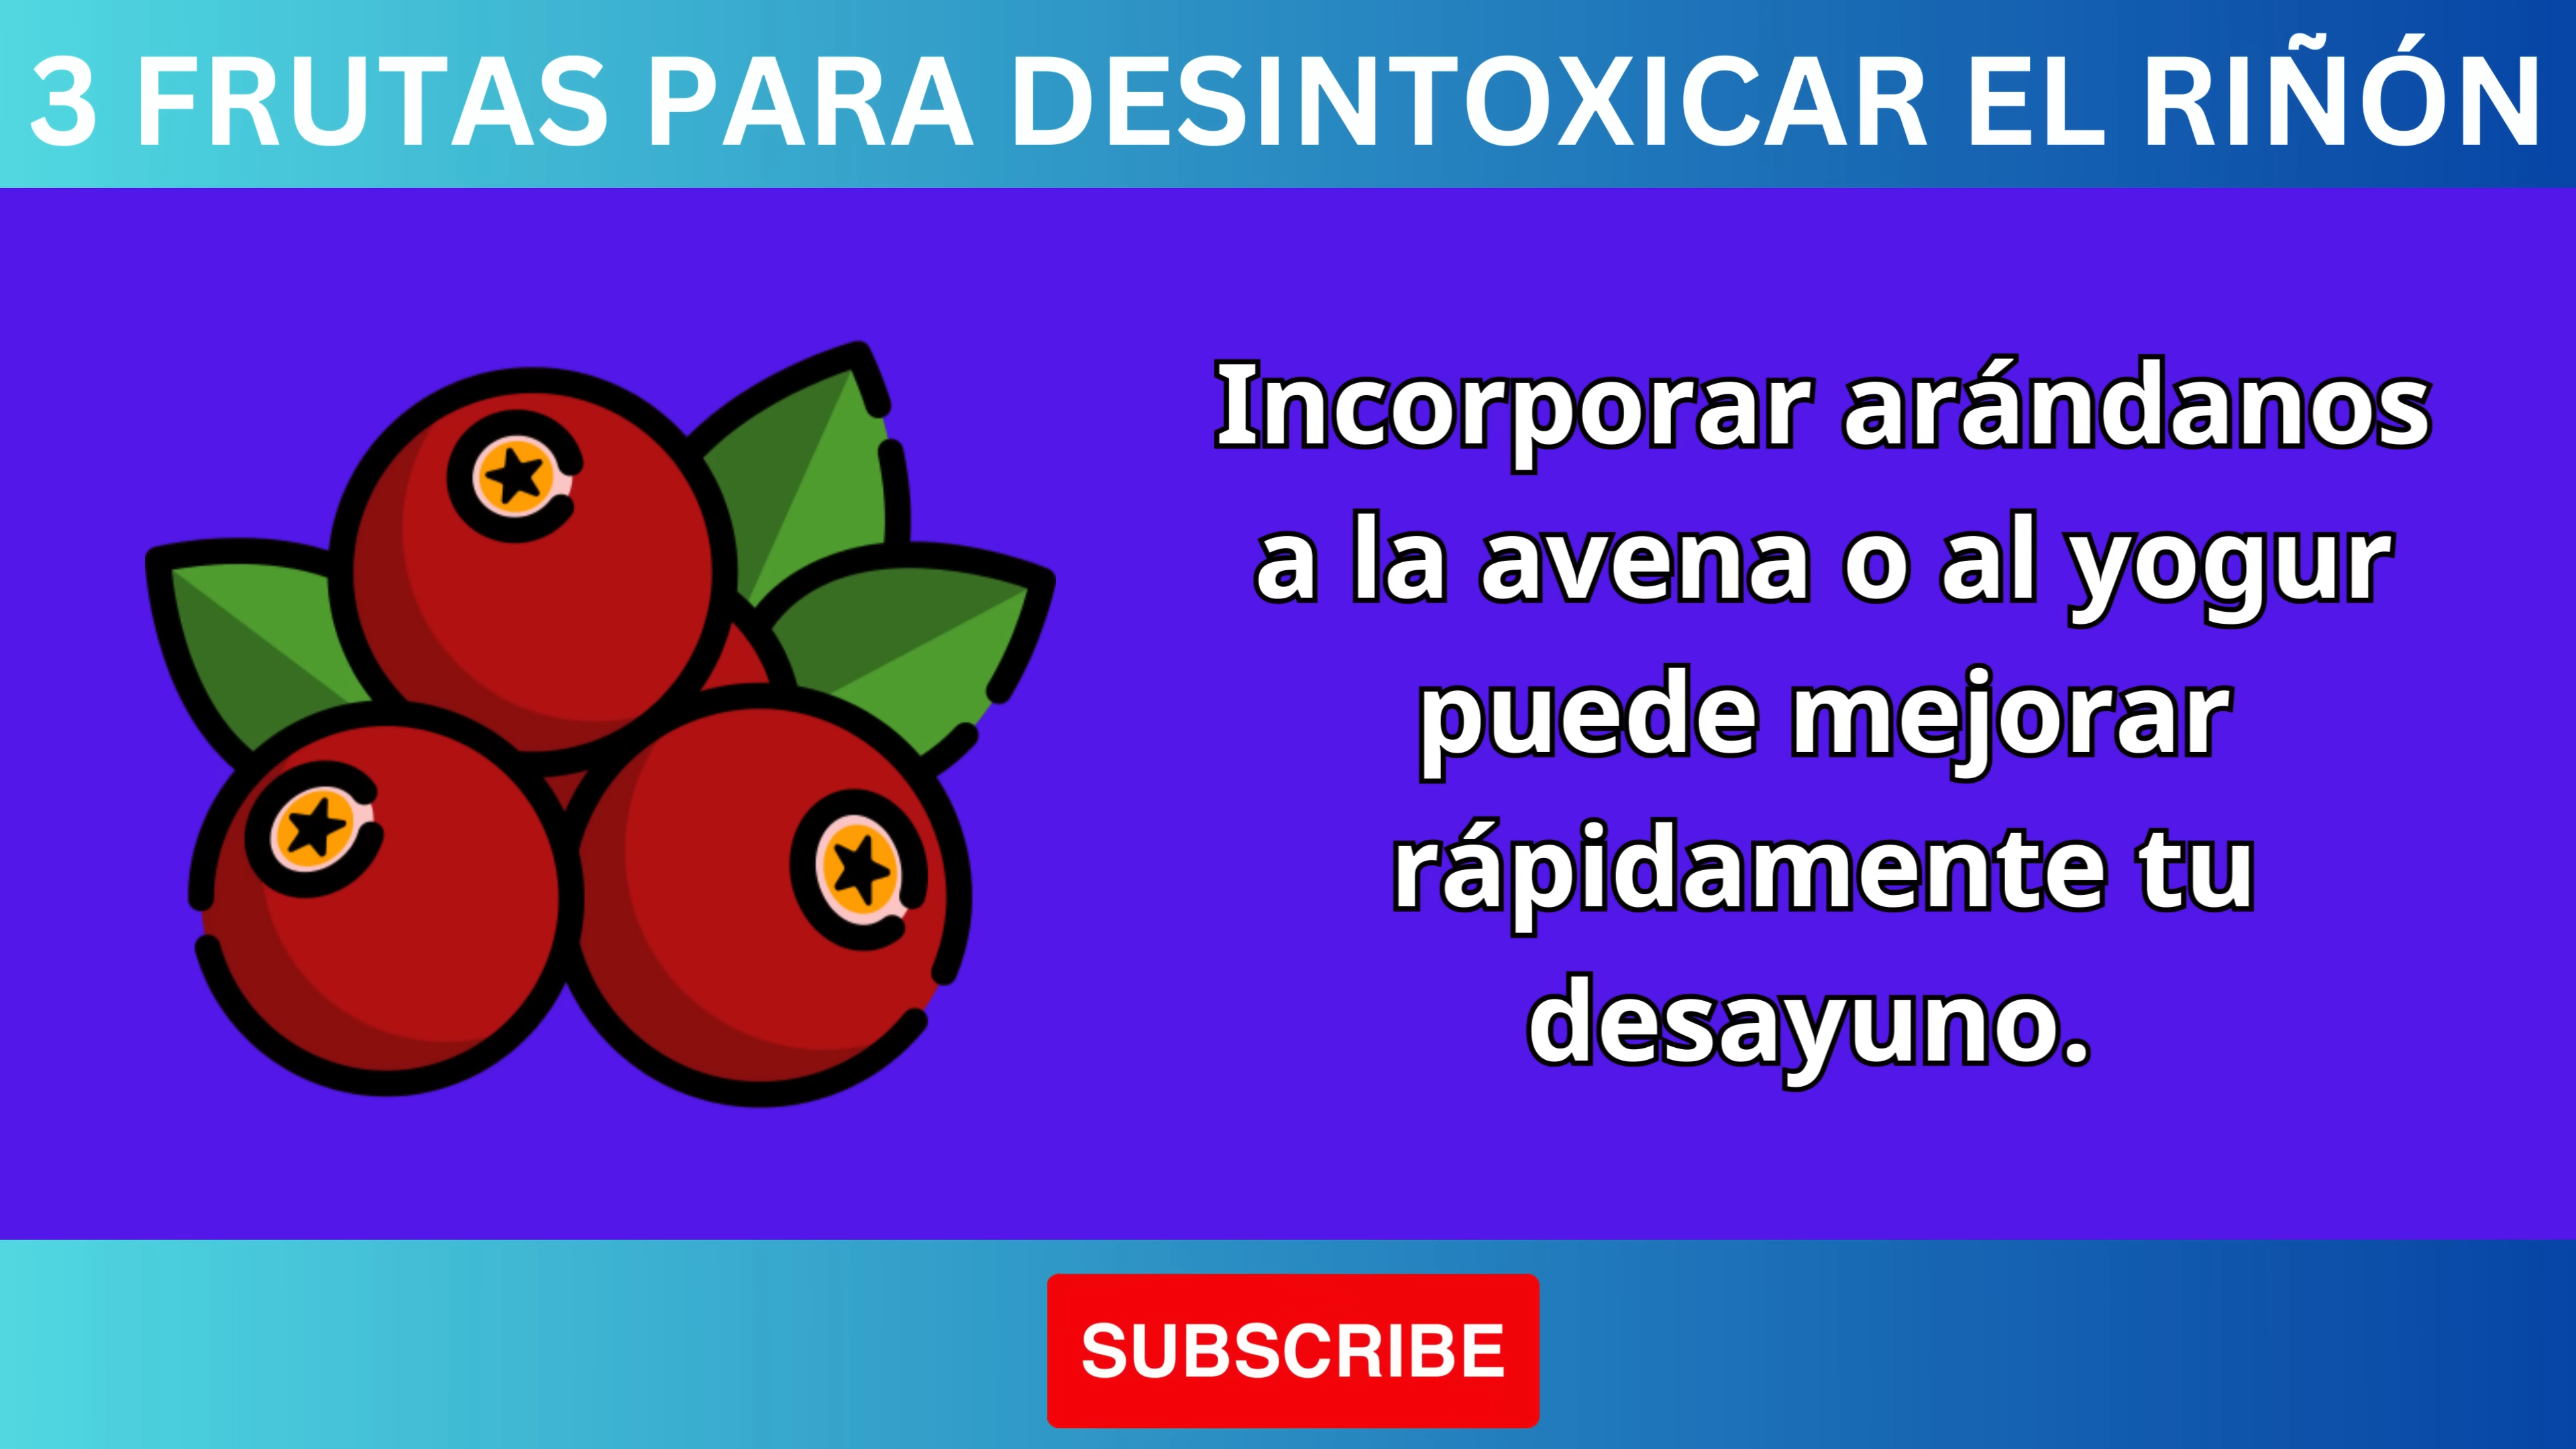 3 FRUTAS PARA DESINTOXICAR EL RIÑÓN
Incorporar arándanos
a la avena o al yogur
puede mejorar
rápidamente tu
desayuno.
SUBSCRIBE